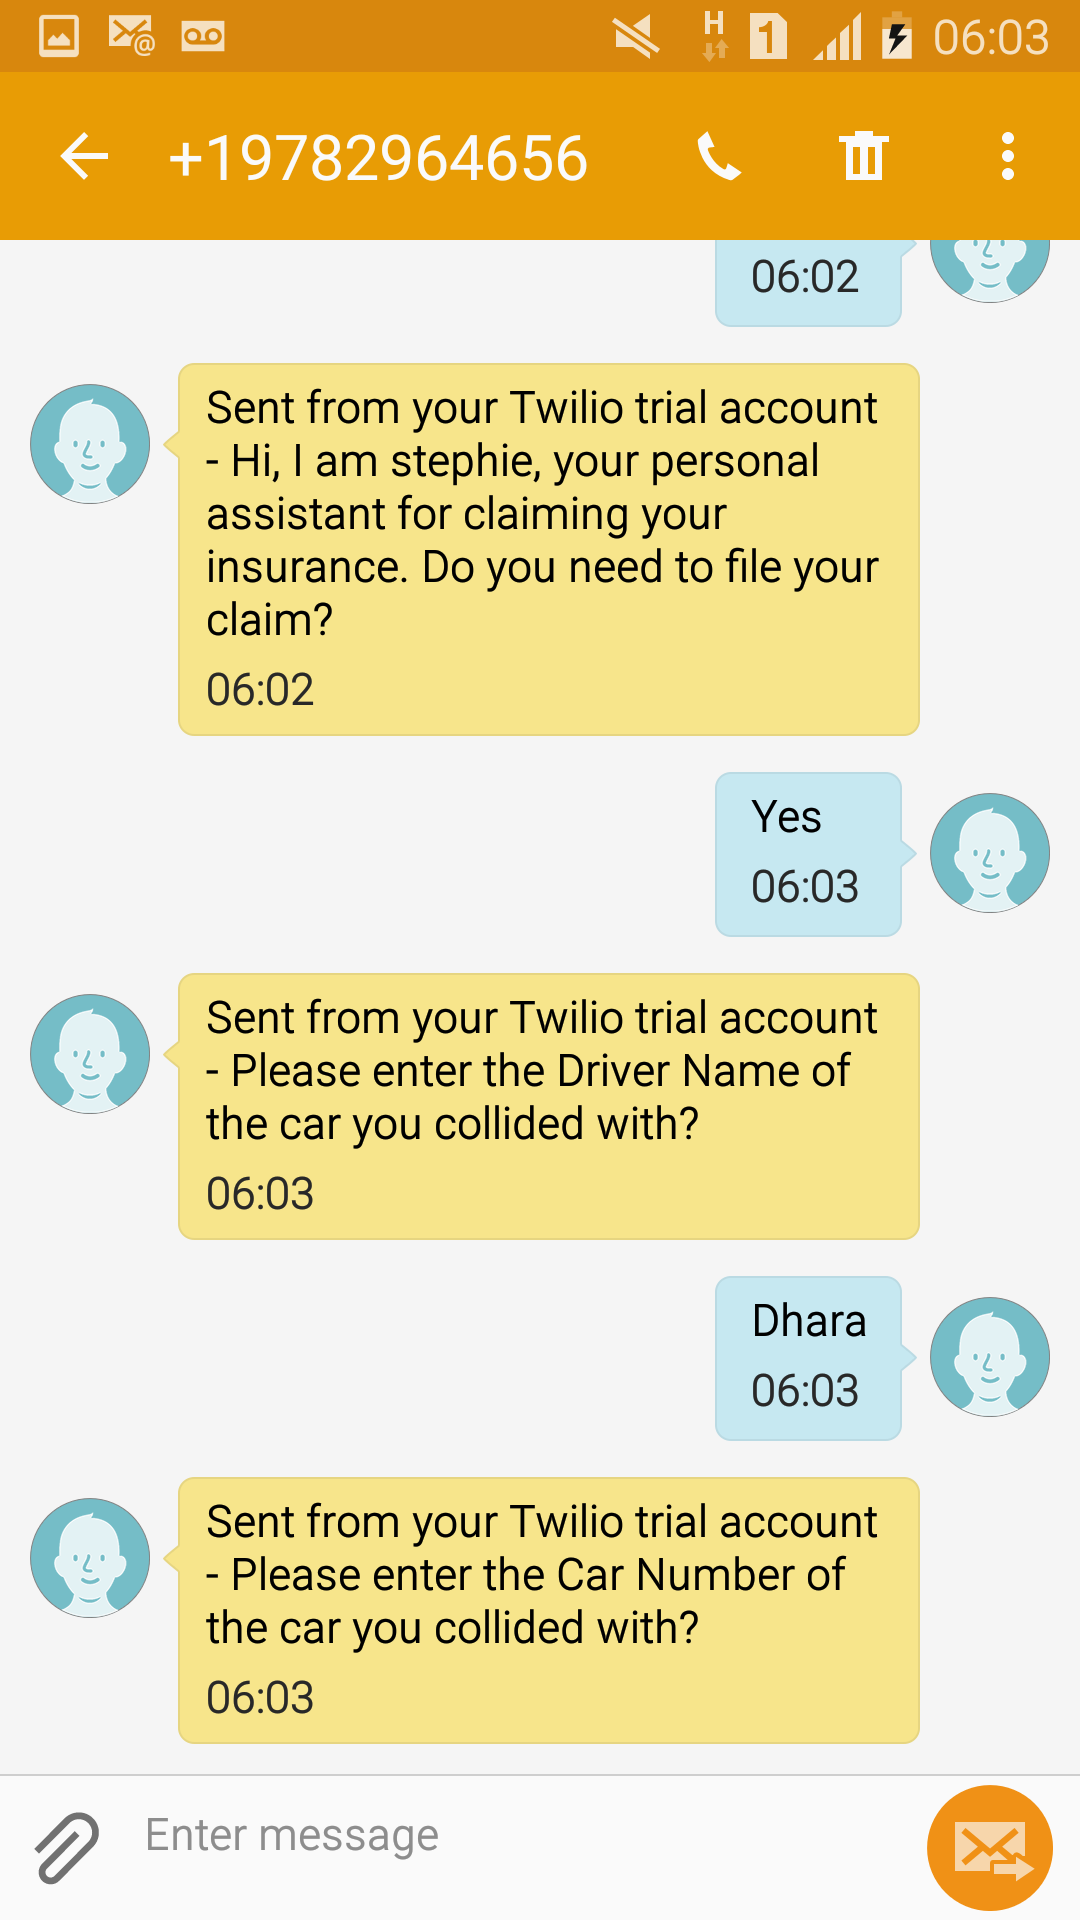 06:03
+19782964656
06:02
Sent from your Twilio trial account
- Hi, I am stephie, your personal
assistant for claiming your
insurance. Do you need to file your
claim?
06:02
Yes
06:03
Sent from your Twilio trial account
- Please enter the Driver Name of
the car you collided with?
06:03
Dhara
06:03
Sent from your Twilio trial account
- Please enter the Car Number of
the car you collided with?
06:03
Enter message